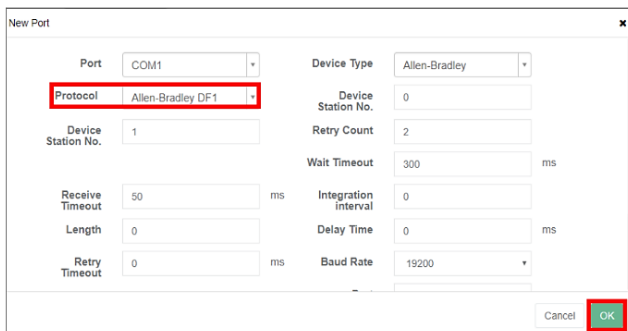 New Port ×
Port COM1 Device Type Allen-Bradley
Protocol Allen-Bradley DF1 Device Station No. 0
Device Station No. 1 Retry Count 2
Wait Timeout 300 ms
Receive Timeout 50 ms Integration interval 0
Length 0 Delay Time 0 ms
Retry Timeout 0 ms Baud Rate 19200
Cancel OK